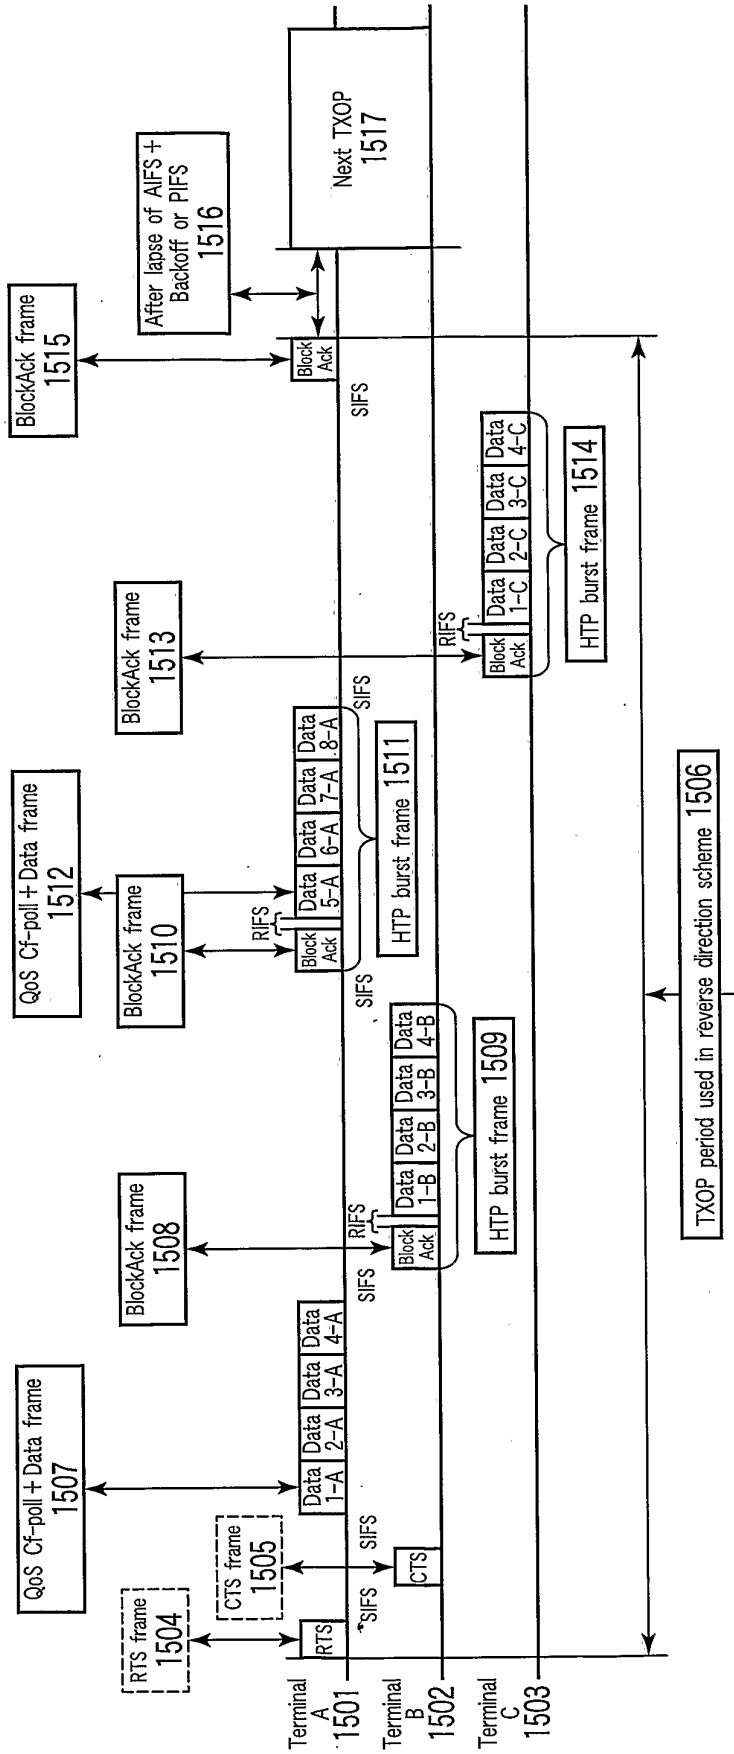 QoS Cf-poll + Data frame
1507
RTS frame
1504
CTS frame
1505
BlockAck frame
1508
QoS Cf-poll + Data frame
1512
BlockAck frame
1510
BlockAck frame
1513
BlockAck frame
1515
After lapse of AIFS +
Backoff or PIFS
1516
Terminal
A
1501
RTS
SIFS
SIFS
Data
1-A
Data
2-A
Data
3-A
Data
4-A
SIFS
SIFS
Block
Ack
RIFS
Data
5-A
Data
6-A
Data
7-A
Data
8-A
SIFS
HTP burst frame 1511
SIFS
Block
Ack
Next TXOP
1517
Terminal
B
1502
CTS
Block
Ack
RIFS
Data
1-B
Data
2-B
Data
3-B
Data
4-B
HTP burst frame 1509
Terminal
C
1503
Block
Ack
RIFS
Data
1-C
Data
2-C
Data
3-C
Data
4-C
HTP burst frame 1514
TXOP period used in reverse direction scheme 1506